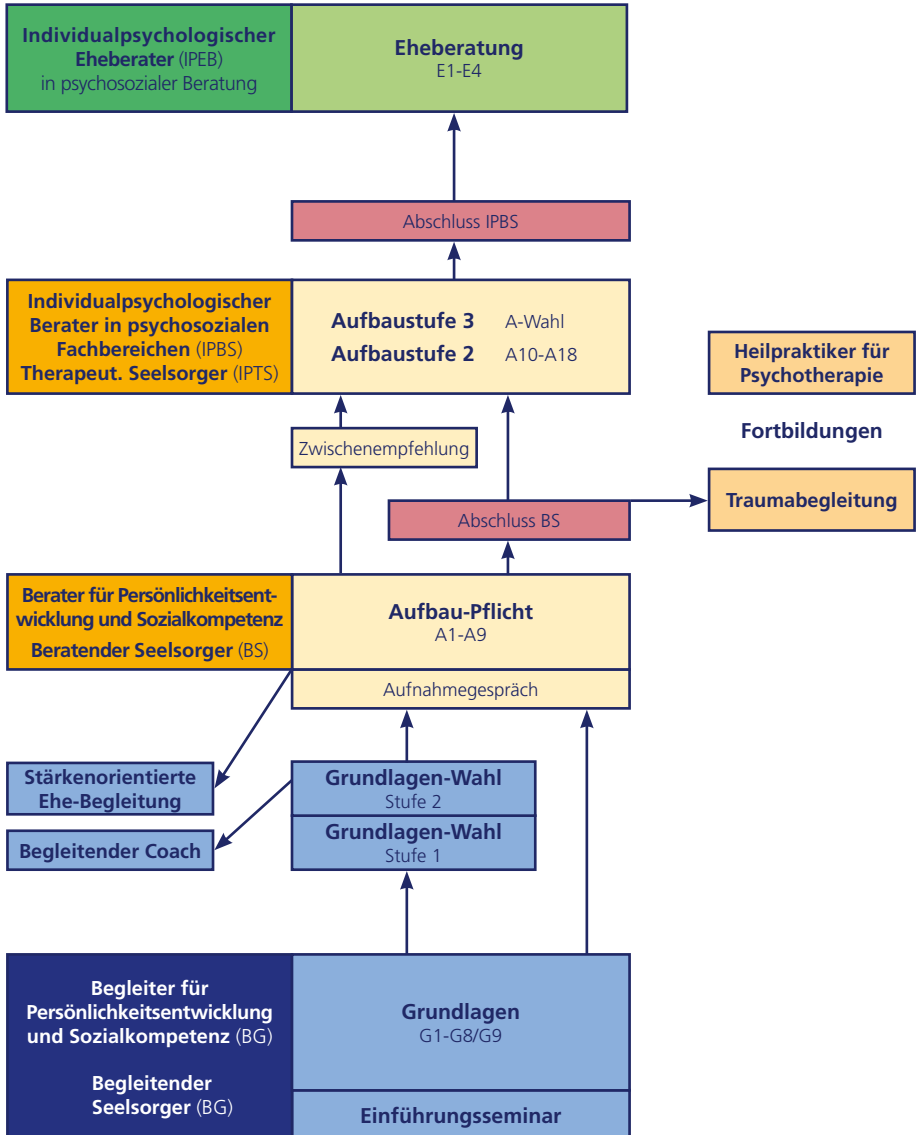 Individualpsychologischer
Eheberater (IPEB)
in psychosozialer Beratung
Eheberatung
E1-E4
Abschluss IPBS
Individualpsychologischer
Berater in psychosozialen
Fachbereichen (IPBS)
Therapeut. Seelsorger (IPTS)
Aufbaustufe 3 A-Wahl
Aufbaustufe 2 A10-A18
Heilpraktiker für
Psychotherapie
Fortbildungen
Traumabegleitung
Zwischenempfehlung
Abschluss BS
Berater für Persönlichkeitsent-
wicklung und Sozialkompetenz
Beratender Seelsorger (BS)
Aufbau-Pflicht
A1-A9
Aufnahmegespräch
Stärkenorientierte
Ehe-Begleitung
Begleitender Coach
Grundlagen-Wahl
Stufe 2
Grundlagen-Wahl
Stufe 1
Begleiter für
Persönlichkeitsentwicklung
und Sozialkompetenz (BG)
Begleitender
Seelsorger (BG)
Grundlagen
G1-G8/G9
Einführungsseminar